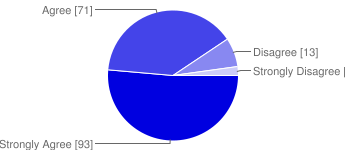 Agree [71]
Disagree [13]
Strongly Disagree [
Strongly Agree [93]